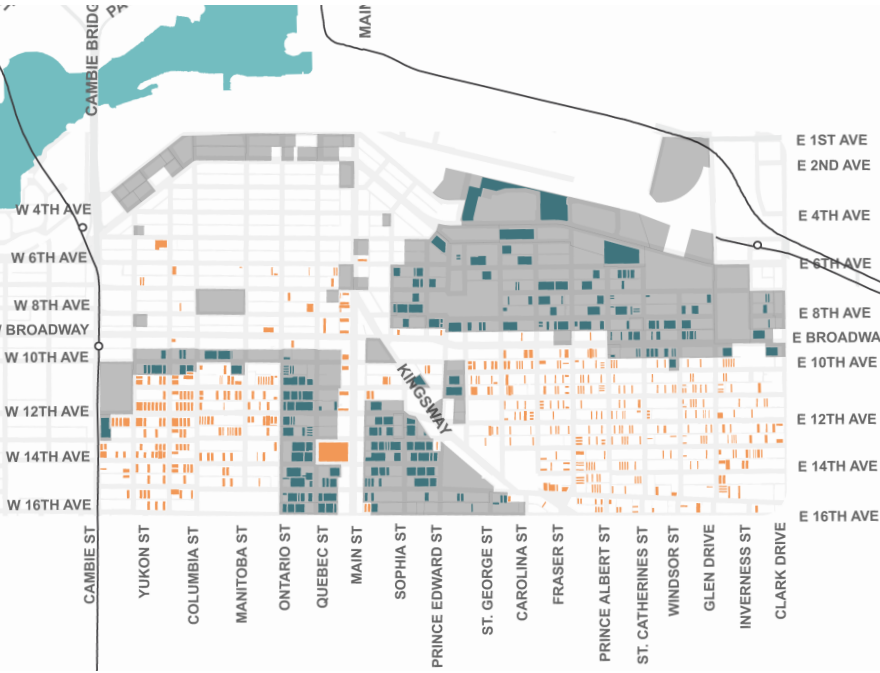 CAMBIE BRIDG
PA
MAIN
E 1ST AVE
E 2ND AVE
W 4TH AVE
E 4TH AVE
W 6TH AVE
E 6TH AVE
W 8TH AVE
E 8TH AVE
BROADWAY
E BROADWA
W 10TH AVE
E 10TH AVE
KINGSWAY
W 12TH AVE
E 12TH AVE
W 14TH AVE
E 14TH AVE
W 16TH AVE
E 16TH AVE
CAMBIE ST
YUKON ST
COLUMBIA ST
MANITOBA ST
ONTARIO ST
QUEBEC ST
MAIN ST
SOPHIA ST
PRINCE EDWARD ST
ST. GEORGE ST
CAROLINA ST
FRASER ST
PRINCE ALBERT ST
ST. CATHERINES ST
WINDSOR ST
GLEN DRIVE
INVERNESS ST
CLARK DRIVE